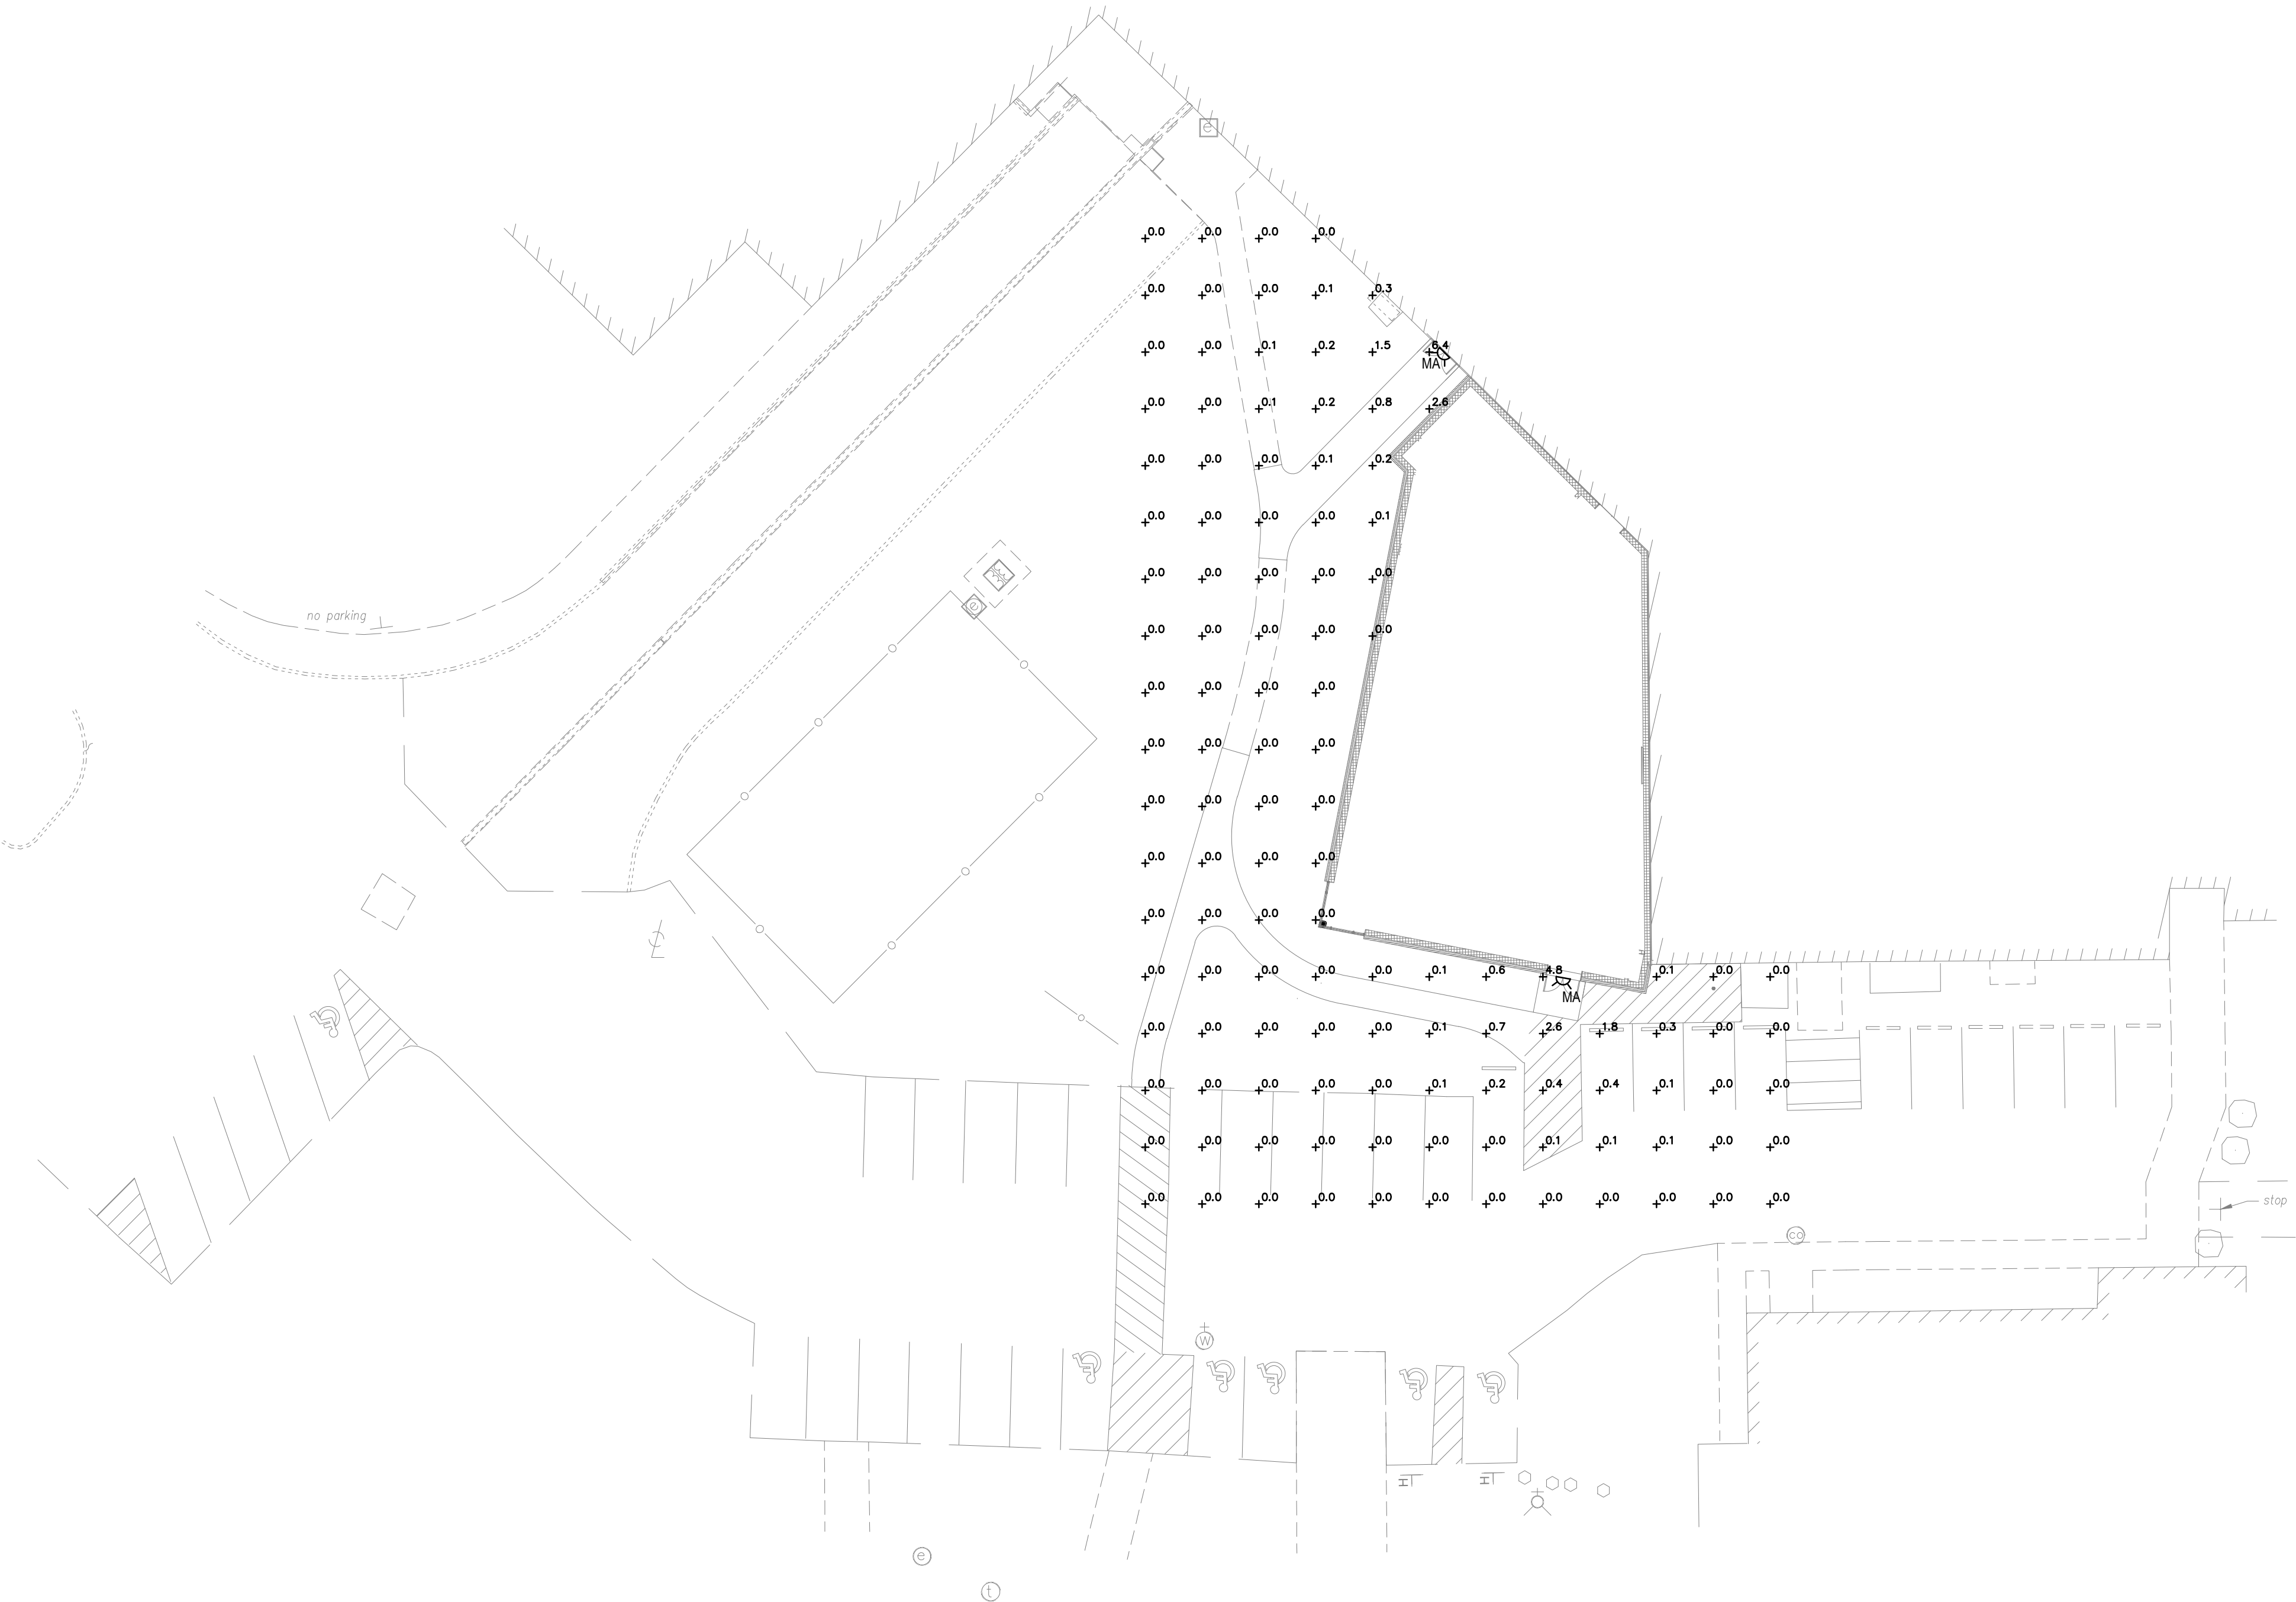 e
0.0 0.0 0.0 0.0
0.0 0.0 0.0 0.1 0.3
0.0 0.0 0.1 0.2 1.5 6.4
MA
0.0 0.0 0.1 0.2 0.8 2.6
0.0 0.0 0.0 0.1 0.2
0.0 0.0 0.0 0.0 0.1
0.0 0.0 0.0 0.0 0.0
e
no parking
0.0 0.0 0.0 0.0 0.0
0.0 0.0 0.0 0.0
0.0 0.0 0.0 0.0
0.0 0.0 0.0 0.0
0.0 0.0 0.0 0.0
0.0 0.0 0.0 0.0
0.0 0.0 0.0 0.0 0.0 0.1 0.6 4.8 0.1 0.0 0.0
MA
0.0 0.0 0.0 0.0 0.0 0.1 0.7 2.6 1.8 0.3 0.0 0.0
0.0 0.0 0.0 0.0 0.0 0.1 0.2 0.4 0.4 0.1 0.0 0.0
0.0 0.0 0.0 0.0 0.0 0.0 0.0 0.1 0.1 0.1 0.0 0.0
0.0 0.0 0.0 0.0 0.0 0.0 0.0 0.0 0.0 0.0 0.0 0.0
stop
co
w
e
t